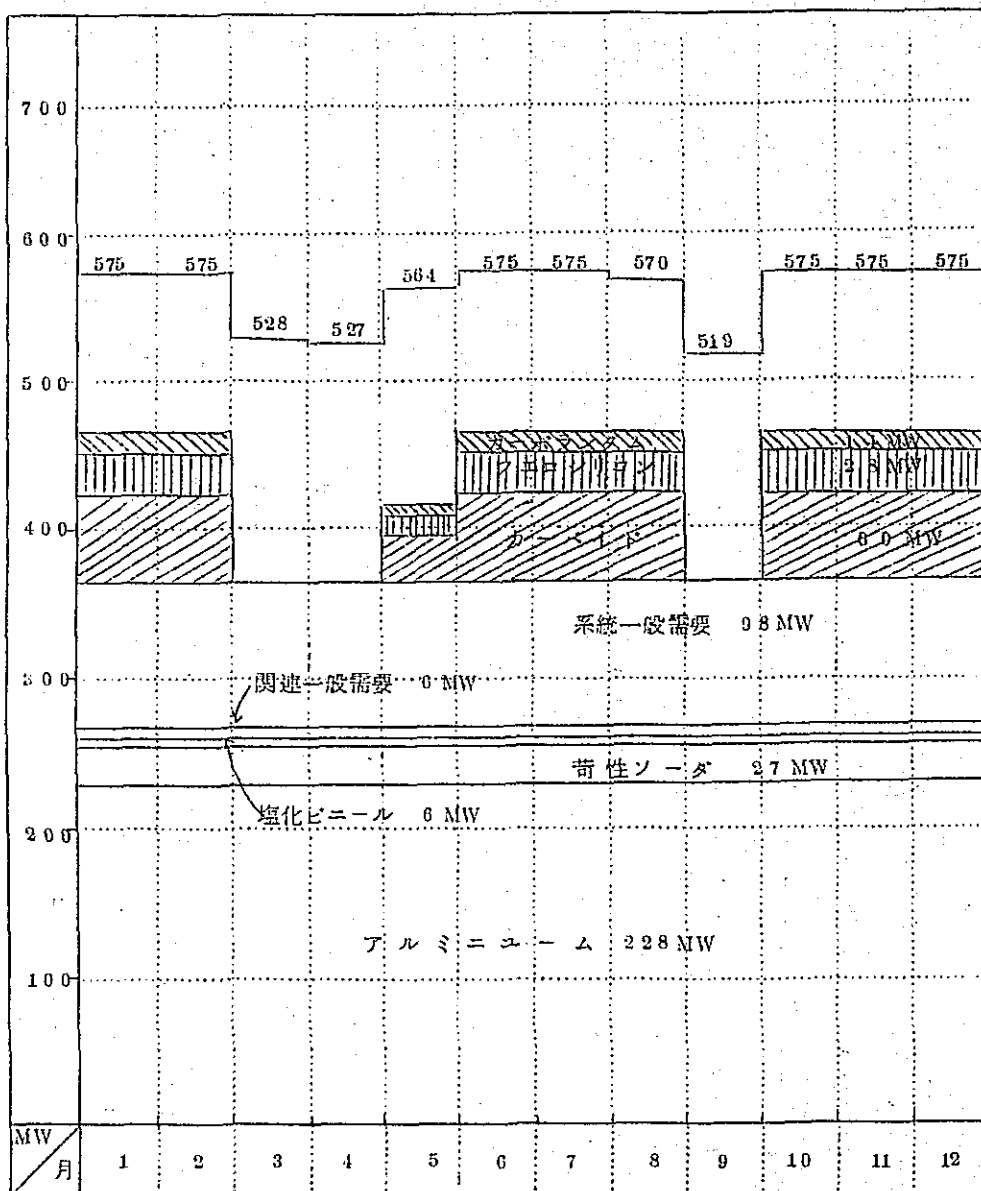 700
600
575 575 528 527 564 575 575 570 519 575 575 575
500
カーボランダム 11 MW
フェロシリコン 28 MW
400
カーバイド 60 MW
系統一般需要 98 MW
300
関連一般需要 6 MW
苛性ソーダ 27 MW
塩化ビニール 6 MW
200
アルミニユーム 228 MW
100
MW
月 1 2 3 4 5 6 7 8 9 10 11 12